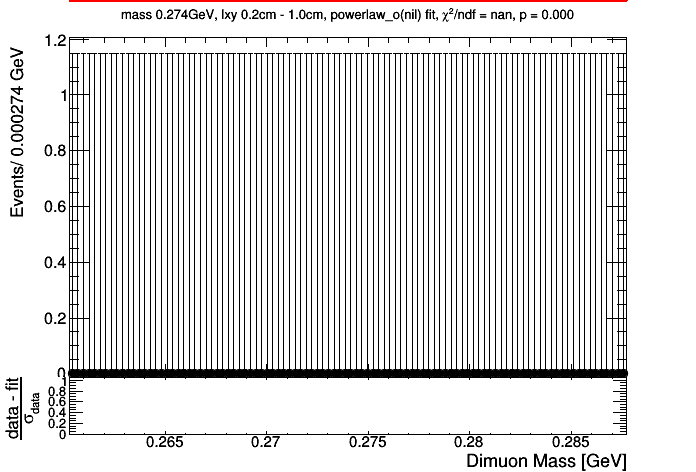 mass 0.274GeV, lxy 0.2cm - 1.0cm, powerlaw_o(nil) fit, χ²/ndf = nan, p = 0.000
Events/ 0.000274 GeV
1.2
1
0.8
0.6
0.4
0.2
0
data - fit
σdata
1
0.8
0.6
0.4
0.2
0
0.265 0.27 0.275 0.28 0.285
Dimuon Mass [GeV]